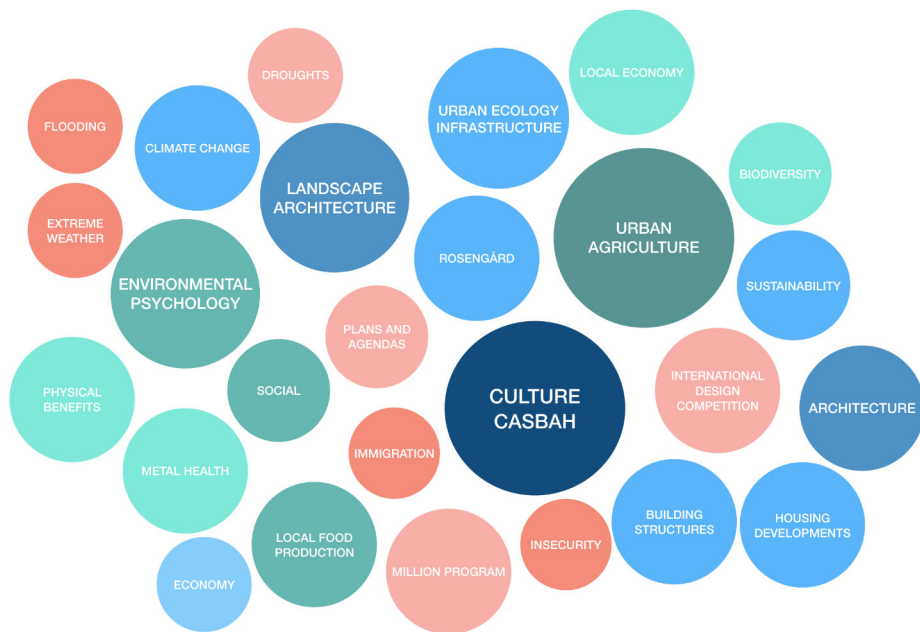 DROUGHTS
LOCAL ECONOMY
FLOODING
CLIMATE CHANGE
URBAN ECOLOGY
INFRASTRUCTURE
LANDSCAPE
ARCHITECTURE
BIODIVERSITY
EXTREME
WEATHER
URBAN
AGRICULTURE
ROSENGÅRD
ENVIRONMENTAL
PSYCHOLOGY
SUSTAINABILITY
PLANS AND
AGENDAS
PHYSICAL
BENEFITS
SOCIAL
CULTURE
CASBAH
INTERNATIONAL
DESIGN
COMPETITION
ARCHITECTURE
METAL HEALTH
IMMIGRATION
BUILDING
STRUCTURES
HOUSING
DEVELOPMENTS
LOCAL FOOD
PRODUCTION
INSECURITY
MILLION PROGRAM
ECONOMY